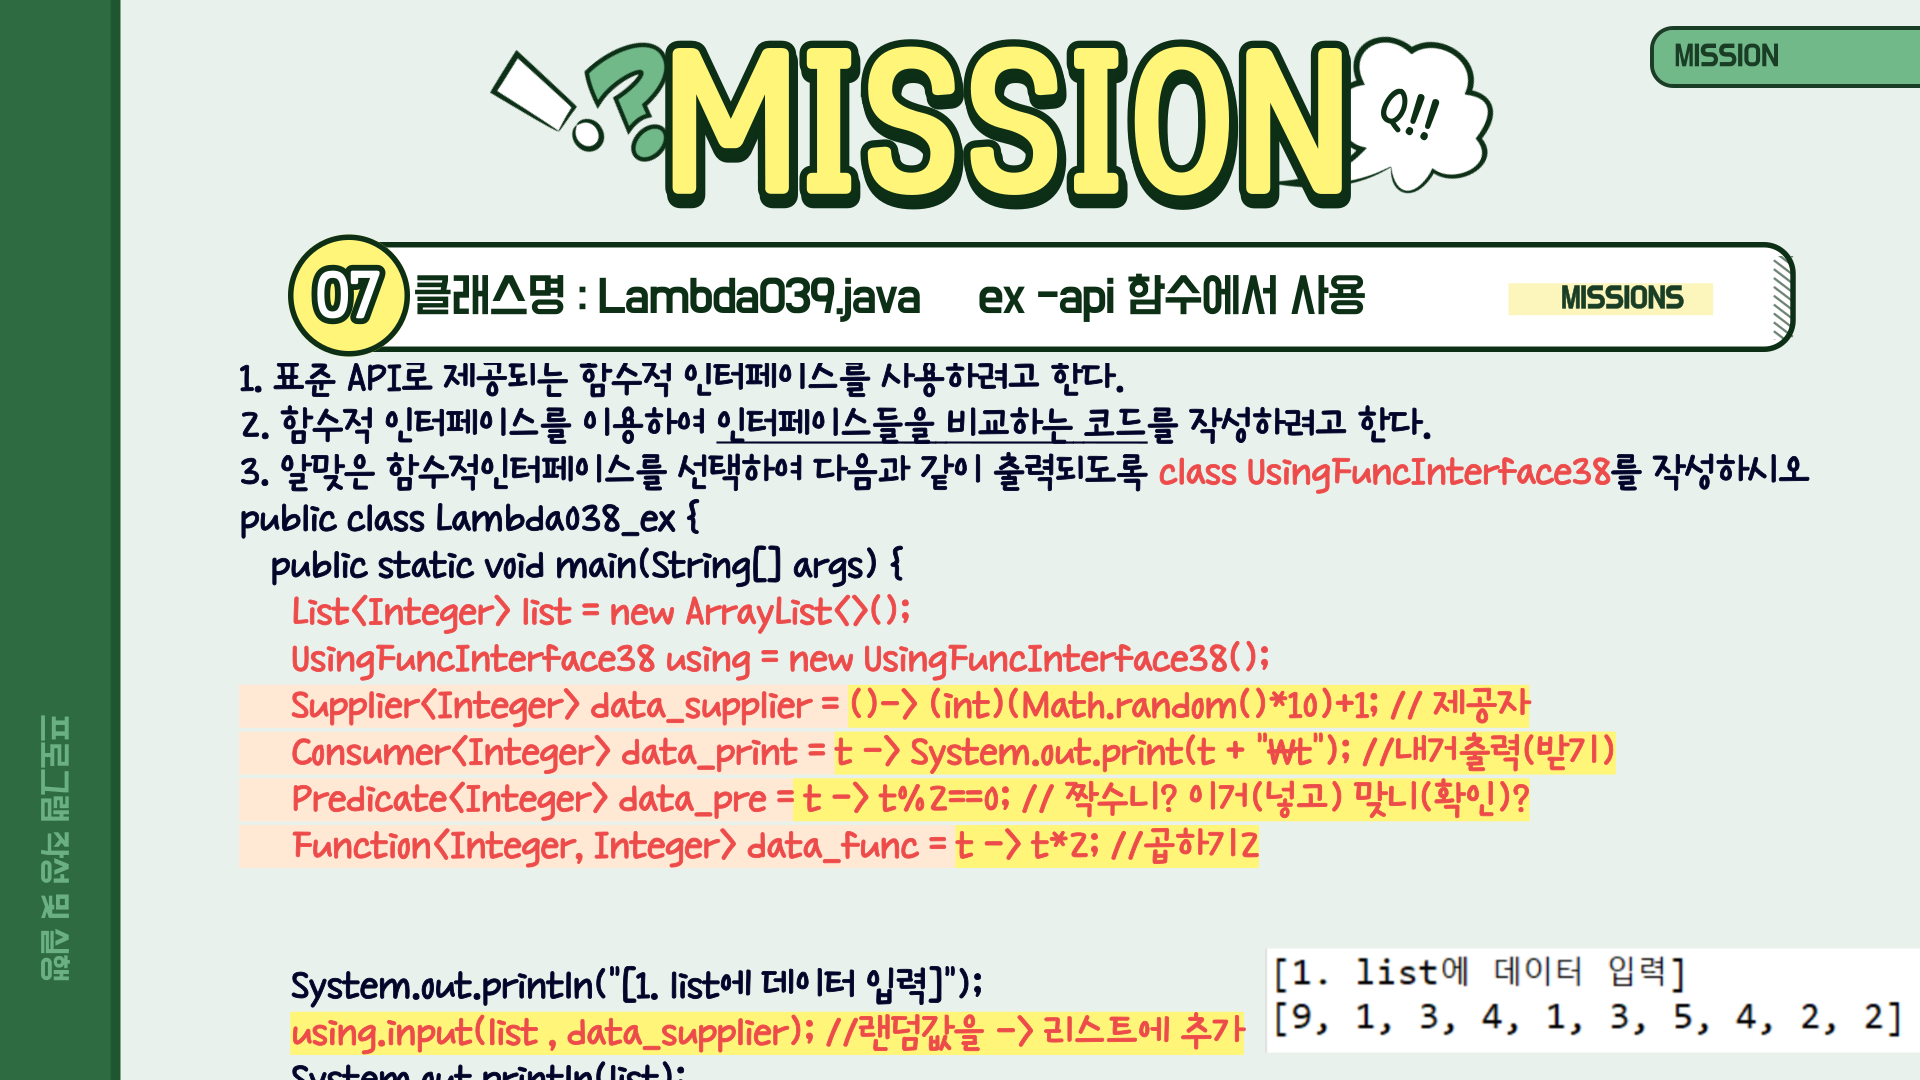 MISSION
!?
MISSION
Q!!
07 클래스명 : Lambda039.java ex -api 함수에서 사용
MISSIONS
1. 표준 API로 제공되는 함수적 인터페이스를 사용하려고 한다.
2. 함수적 인터페이스를 이용하여 인터페이스들을 비교하는 코드를 작성하려고 한다.
3. 알맞은 함수적인터페이스를 선택하여 다음과 같이 출력되도록 class UsingFuncInterface38를 작성하시오
public class Lambda038_ex {
public static void main(String[] args) {
List<Integer> list = new ArrayList<>();
UsingFuncInterface38 using = new UsingFuncInterface38();
Supplier<Integer> data_supplier = ()-> (int)(Math.random()*10)+1; // 제공자
Consumer<Integer> data_print = t -> System.out.print(t + "₩t"); //내거출력(받기)
Predicate<Integer> data_pre = t -> t%2==0; // 짝수니? 이거(넣고) 맞니(확인)?
Function<Integer, Integer> data_func = t -> t*2; //곱하기2
System.out.println("[1. list에 데이터 입력]");
using.input(list , data_supplier); //랜덤값을 -> 리스트에 추가
System.out.println(list);
[1. list에 데이터 입력]
[9, 1, 3, 4, 1, 3, 5, 4, 2, 2]
프로그램 작성 및 실행